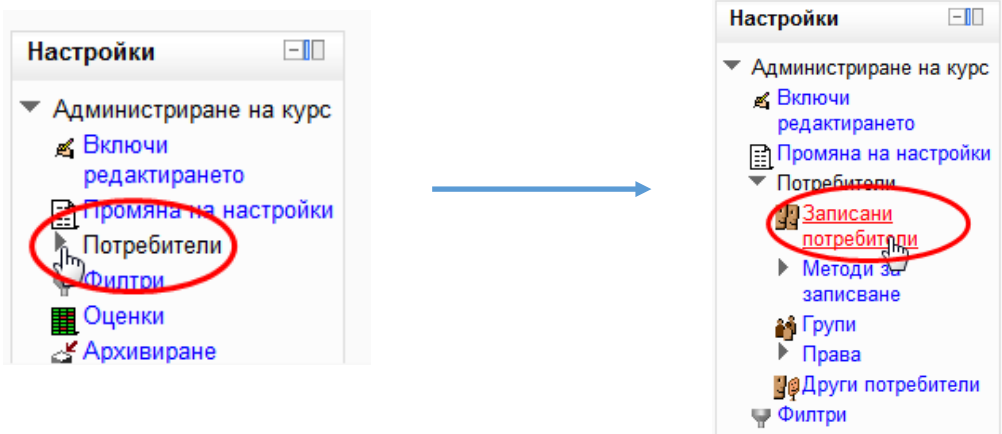 Настройки
Администриране на курс
Включи
редактирането
Промяна на настройки
Потребители
Филтри
Оценки
Архивиране
Настройки
Администриране на курс
Включи
редактирането
Промяна на настройки
Потребители
Записани
потребители
Методи за
записване
Групи
Права
Други потребители
Филтри